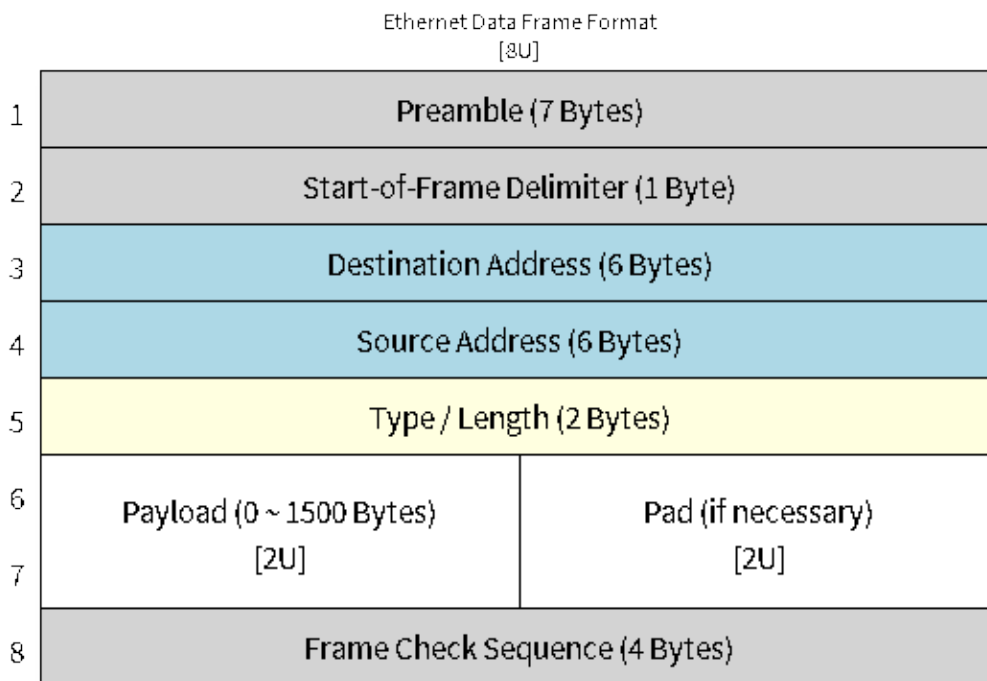 Ethernet Data Frame Format
[8U]
1
Preamble (7 Bytes)
2
Start-of-Frame Delimiter (1 Byte)
3
Destination Address (6 Bytes)
4
Source Address (6 Bytes)
5
Type / Length (2 Bytes)
6
Payload (0 ~ 1500 Bytes)
[2U]
Pad (if necessary)
[2U]
7
8
Frame Check Sequence (4 Bytes)